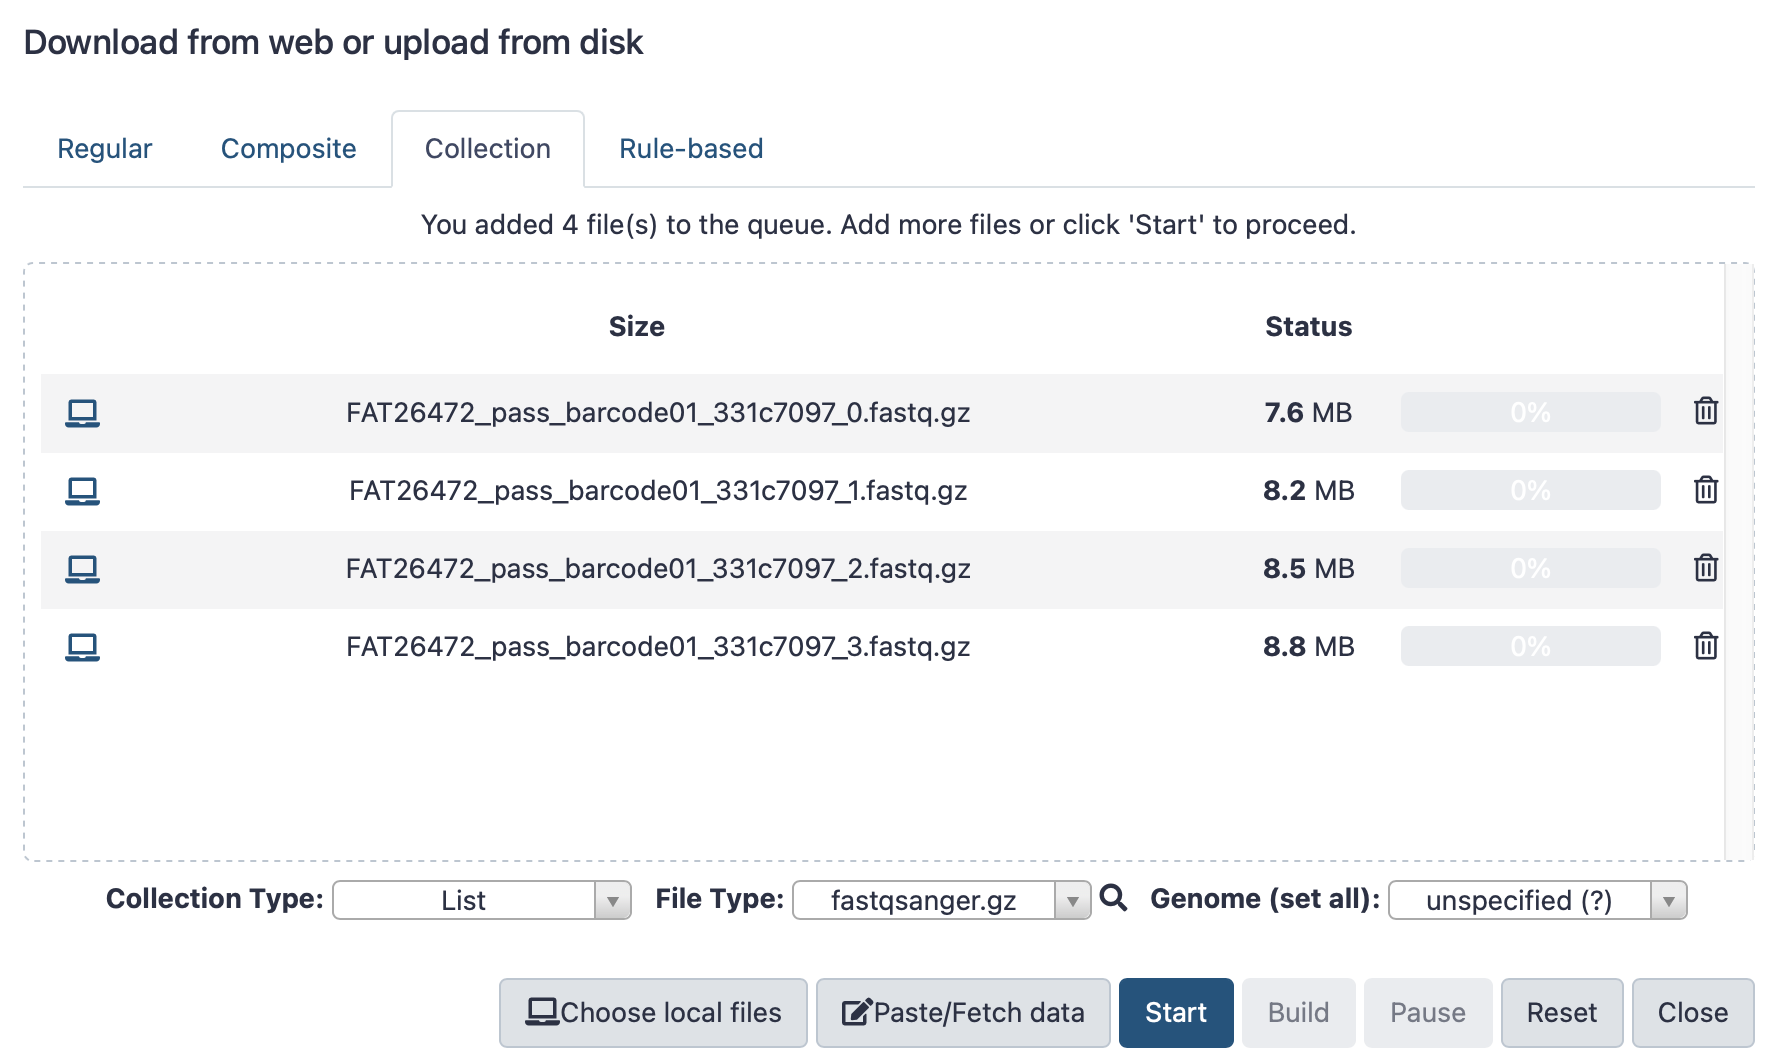 Download from web or upload from disk
Regular Composite Collection Rule-based
You added 4 file(s) to the queue. Add more files or click 'Start' to proceed.
Size Status
FAT26472_pass_barcode01_331c7097_0.fastq.gz 7.6 MB 0%
FAT26472_pass_barcode01_331c7097_1.fastq.gz 8.2 MB 0%
FAT26472_pass_barcode01_331c7097_2.fastq.gz 8.5 MB 0%
FAT26472_pass_barcode01_331c7097_3.fastq.gz 8.8 MB 0%
Collection Type: List File Type: fastqsanger.gz Genome (set all): unspecified (?)
Choose local files Paste/Fetch data Start Build Pause Reset Close